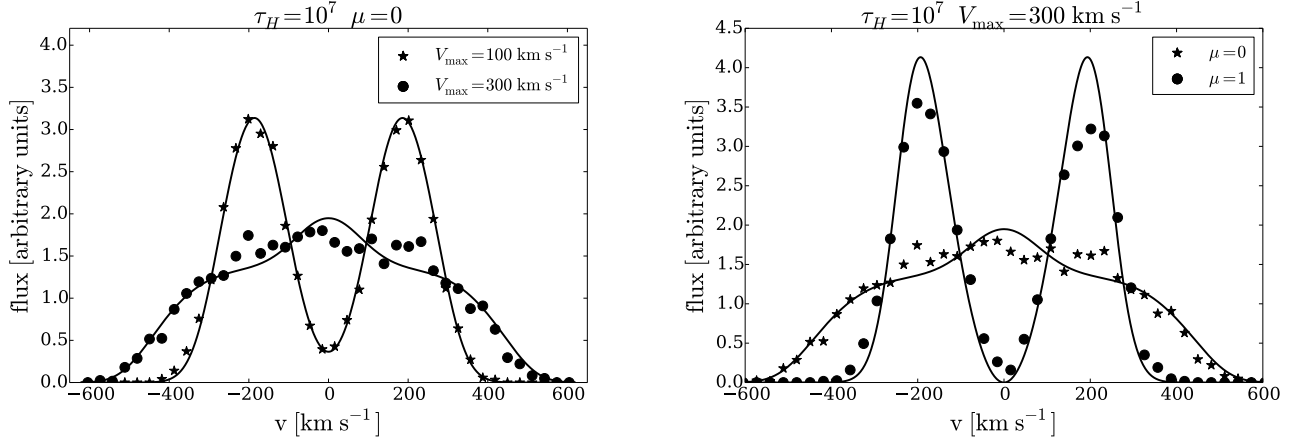 τ_H=10^7 μ=0
4.0
3.5
3.0
2.5
2.0
1.5
1.0
0.5
0.0
flux [arbitrary units]
V_max=100 km s^−1
V_max=300 km s^−1
−600 −400 −200 0 200 400 600
v [km s^−1]
τ_H=10^7 V_max=300 km s^−1
4.5
4.0
3.5
3.0
2.5
2.0
1.5
1.0
0.5
0.0
flux [arbitrary units]
μ=0
μ=1
−600 −400 −200 0 200 400 600
v [km s^−1]